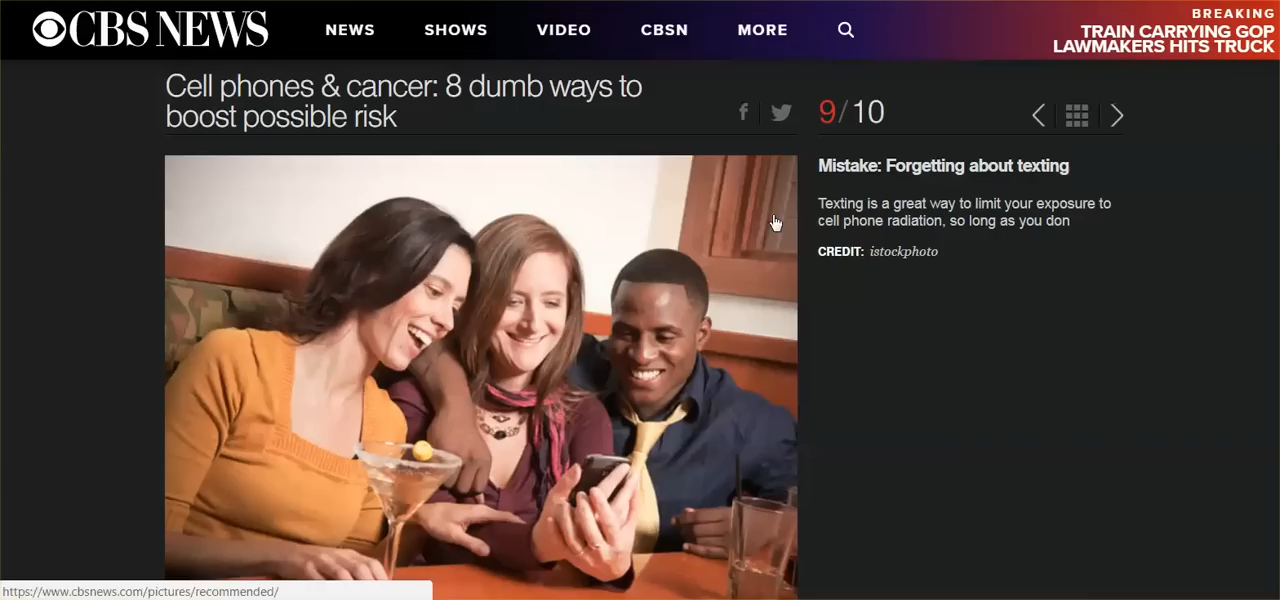 CBS NEWS NEWS SHOWS VIDEO CBSN MORE
BREAKING
TRAIN CARRYING GOP
LAWMAKERS HITS TRUCK
Cell phones & cancer: 8 dumb ways to
boost possible risk
9/10
Mistake: Forgetting about texting
Texting is a great way to limit your exposure to
cell phone radiation, so long as you don
CREDIT: istockphoto
https://www.cbsnews.com/pictures/recommended/